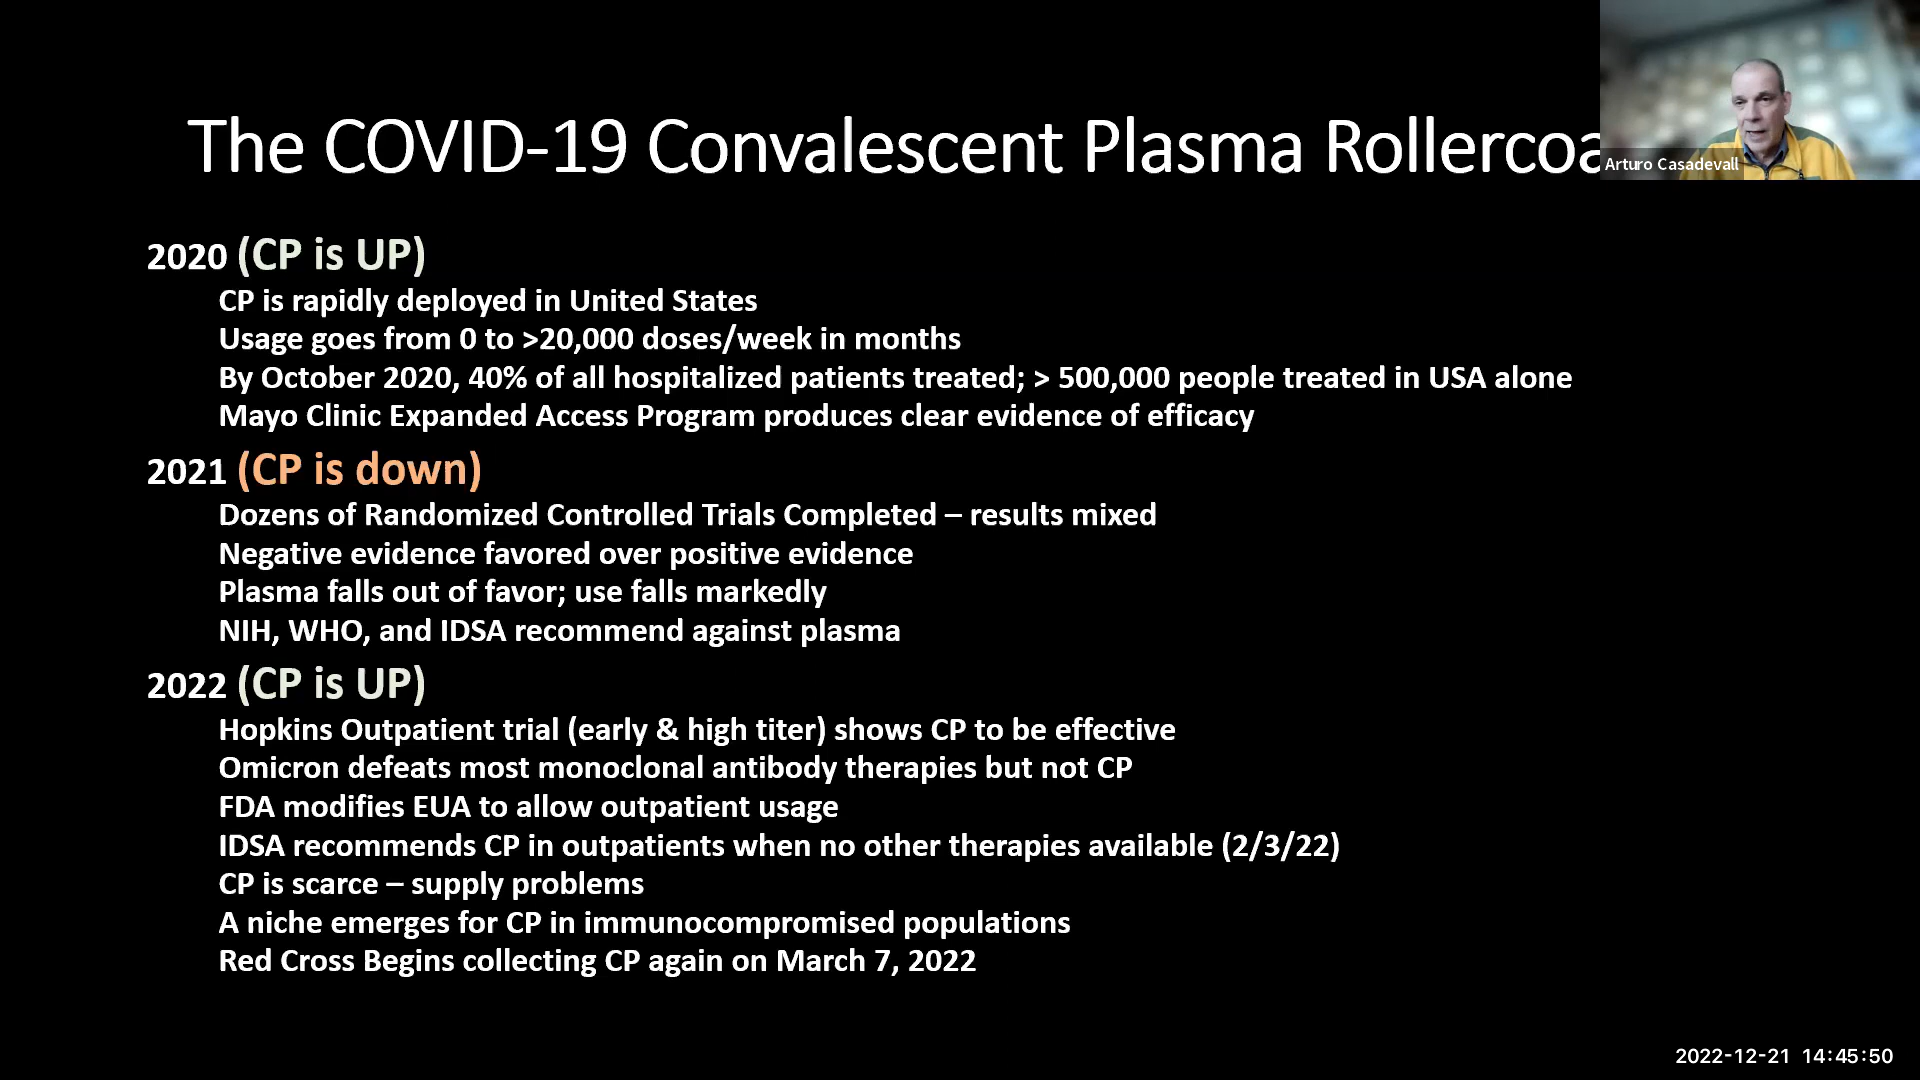 The COVID-19 Convalescent Plasma Rollercoa
Arturo Casadevall
2020 (CP is UP)
CP is rapidly deployed in United States
Usage goes from 0 to >20,000 doses/week in months
By October 2020, 40% of all hospitalized patients treated; > 500,000 people treated in USA alone
Mayo Clinic Expanded Access Program produces clear evidence of efficacy
2021 (CP is down)
Dozens of Randomized Controlled Trials Completed – results mixed
Negative evidence favored over positive evidence
Plasma falls out of favor; use falls markedly
NIH, WHO, and IDSA recommend against plasma
2022 (CP is UP)
Hopkins Outpatient trial (early & high titer) shows CP to be effective
Omicron defeats most monoclonal antibody therapies but not CP
FDA modifies EUA to allow outpatient usage
IDSA recommends CP in outpatients when no other therapies available (2/3/22)
CP is scarce – supply problems
A niche emerges for CP in immunocompromised populations
Red Cross Begins collecting CP again on March 7, 2022
2022-12-21 14:45:50